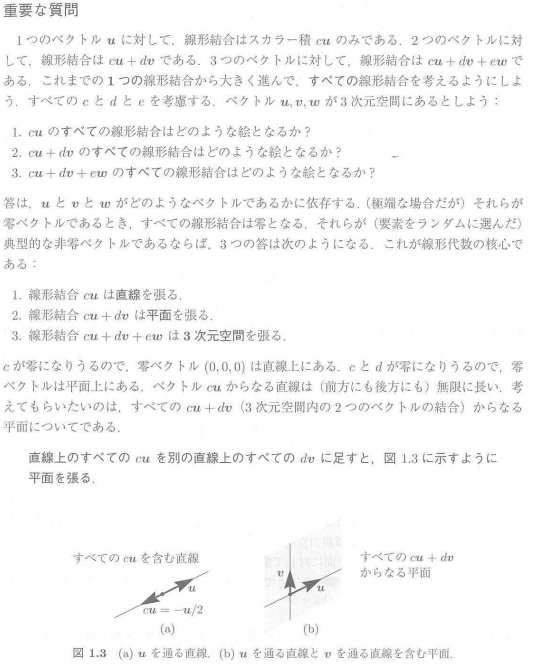 重要な質問
1つのベクトル u に対して,線形結合はスカラー積 cu のみである.2つのベクトルに対
して,線形結合は cu + dv である.3つのベクトルに対して,線形結合は cu + dv + ew で
ある.これまでの1つの線形結合から大きく進んで,すべての線形結合を考えるようにしよ
う.すべての c と d と e を考慮する.ベクトル u, v, w が3次元空間にあるとしよう:
1. cu のすべての線形結合はどのような絵となるか?
2. cu + dv のすべての線形結合はどのような絵となるか?
3. cu + dv + ew のすべての線形結合はどのような絵となるか?
答は,u と v と w がどのようなベクトルであるかに依存する.(極端な場合だが)それらが
零ベクトルであるとき,すべての線形結合は零となる.それらが(要素をランダムに選んだ)
典型的な非零ベクトルであるならば,3つの答は次のようになる.これが線形代数の核心で
ある:
1. 線形結合 cu は直線を張る.
2. 線形結合 cu + dv は平面を張る.
3. 線形結合 cu + dv + ew は 3 次元空間を張る.
c が零になりうるので,零ベクトル (0,0,0) は直線上にある.c と d が零になりうるので,零
ベクトルは平面上にある.ベクトル cu からなる直線は(前方にも後方にも)無限に長い.考
えてもらいたいのは,すべての cu + dv(3次元空間内の2つのベクトルの結合)からなる
平面についてである.
直線上のすべての cu を別の直線上のすべての dv に足すと,図 1.3 に示すように
平面を張る.
すべての cu を含む直線
u
cu = −u/2
(a)
v
u
(b)
すべての cu + dv
からなる平面
図 1.3 (a) u を通る直線.(b) u を通る直線と v を通る直線を含む平面.